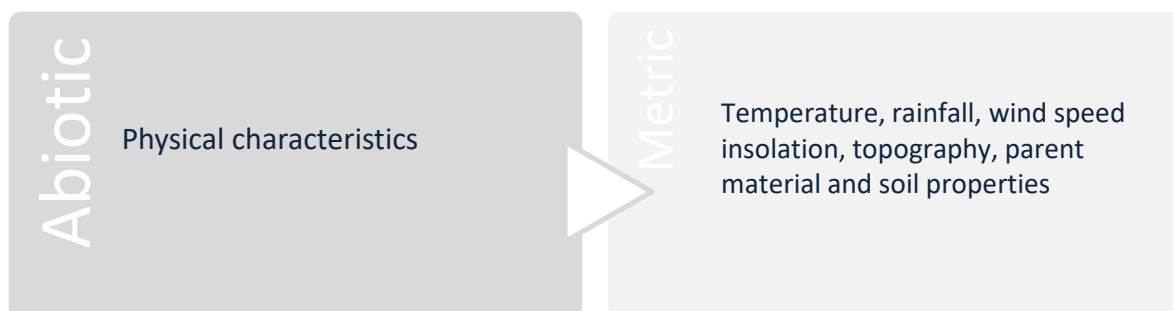 Abiotic
Physical characteristics
Metric
Temperature, rainfall, wind speed
insolation, topography, parent
material and soil properties